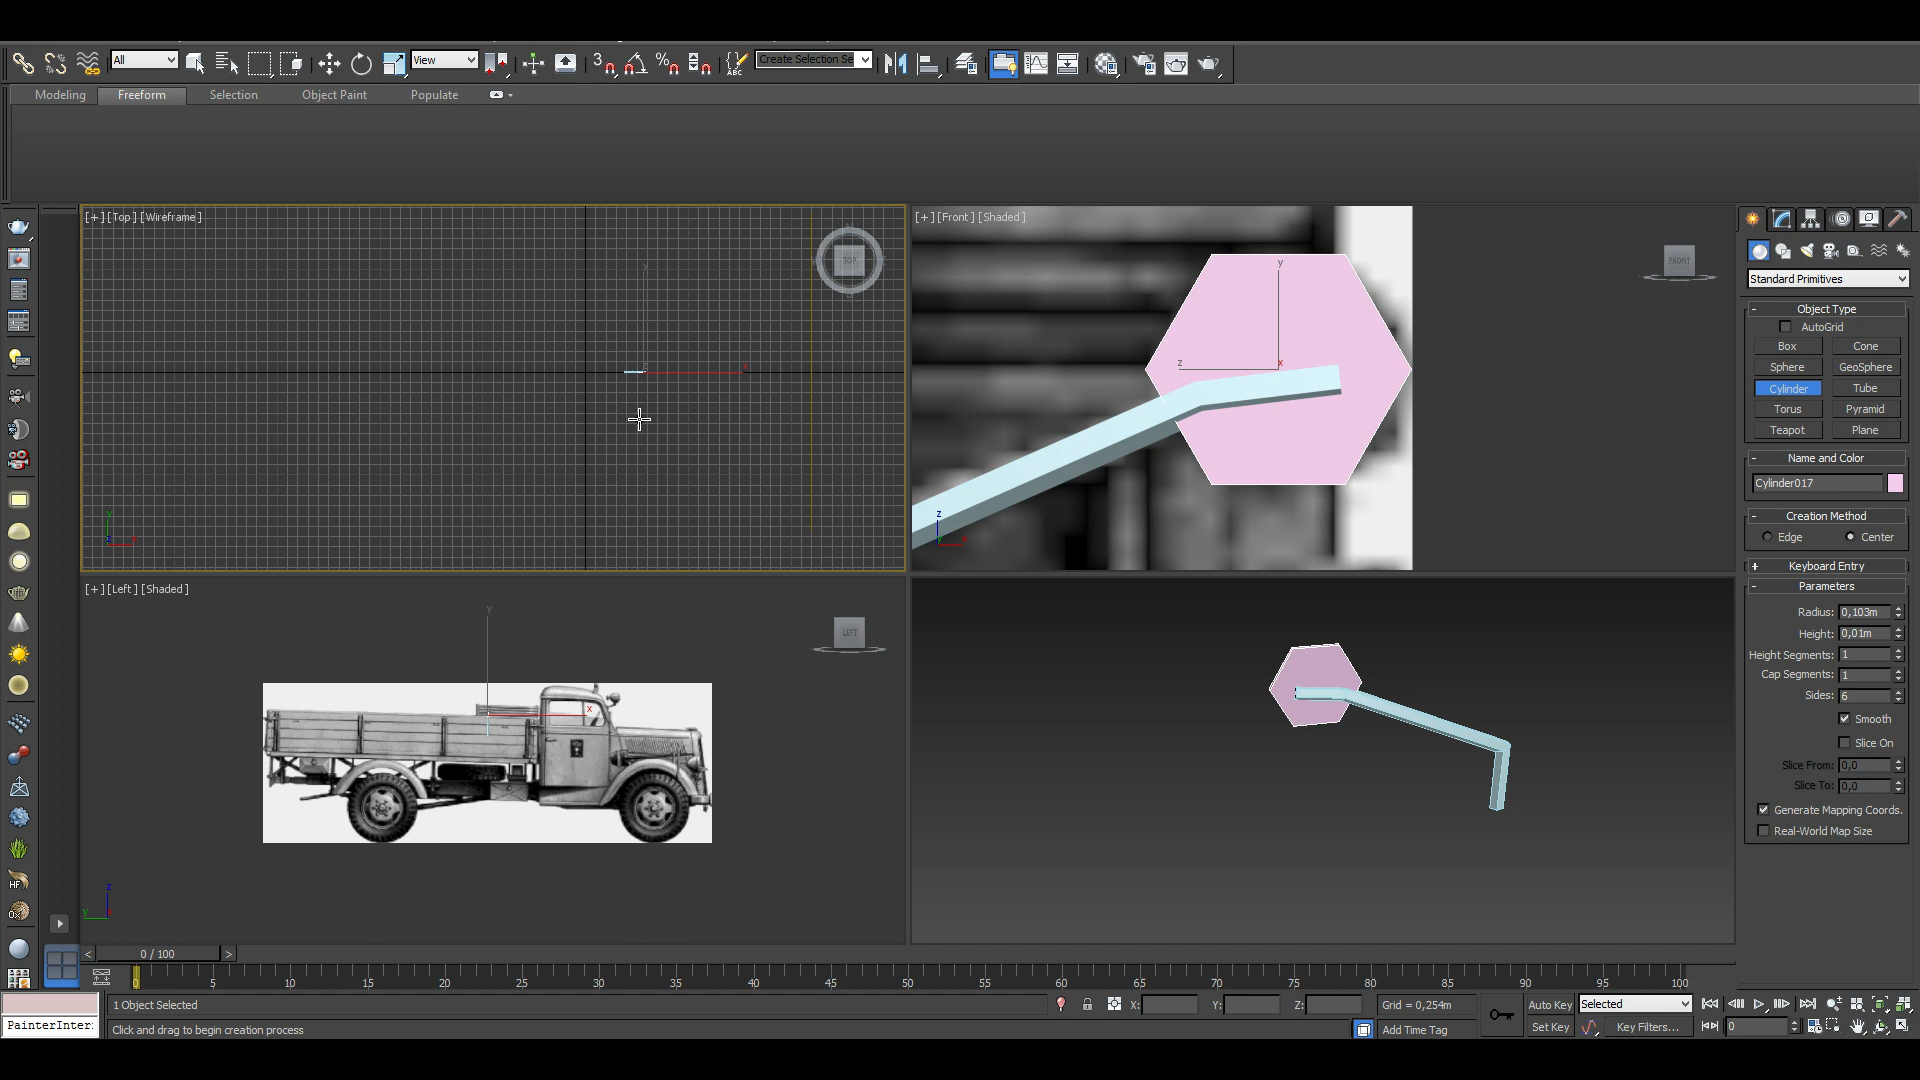 All
View
3
%
ABC
Create Selection Se
Modeling
Freeform
Selection
Object Paint
Populate
[+] [Top] [Wireframe]
TOP
[+] [Front] [Shaded]
FRONT
y
z
x
z
x
y
x
[+] [Left] [Shaded]
LEFT
y
x
z
y
Standard Primitives
- Object Type
AutoGrid
Box
Cone
Sphere
GeoSphere
Cylinder
Tube
Torus
Pyramid
Teapot
Plane
- Name and Color
Cylinder017
- Creation Method
Edge
Center
+ Keyboard Entry
- Parameters
Radius: 0,103m
Height: 0,01m
Height Segments: 1
Cap Segments: 1
Sides: 6
Smooth
Slice On
Slice From: 0,0
Slice To: 0,0
Generate Mapping Coords.
Real-World Map Size
HF
Ox
< 0 / 100 >
0 5 10 15 20 25 30 35 40 45 50 55 60 65 70 75 80 85 90 95 100
1 Object Selected
X:
Y:
Z:
Grid = 0,254m
Auto Key
Selected
PainterInter:
Click and drag to begin creation process
Add Time Tag
Set Key
Key Filters...
0